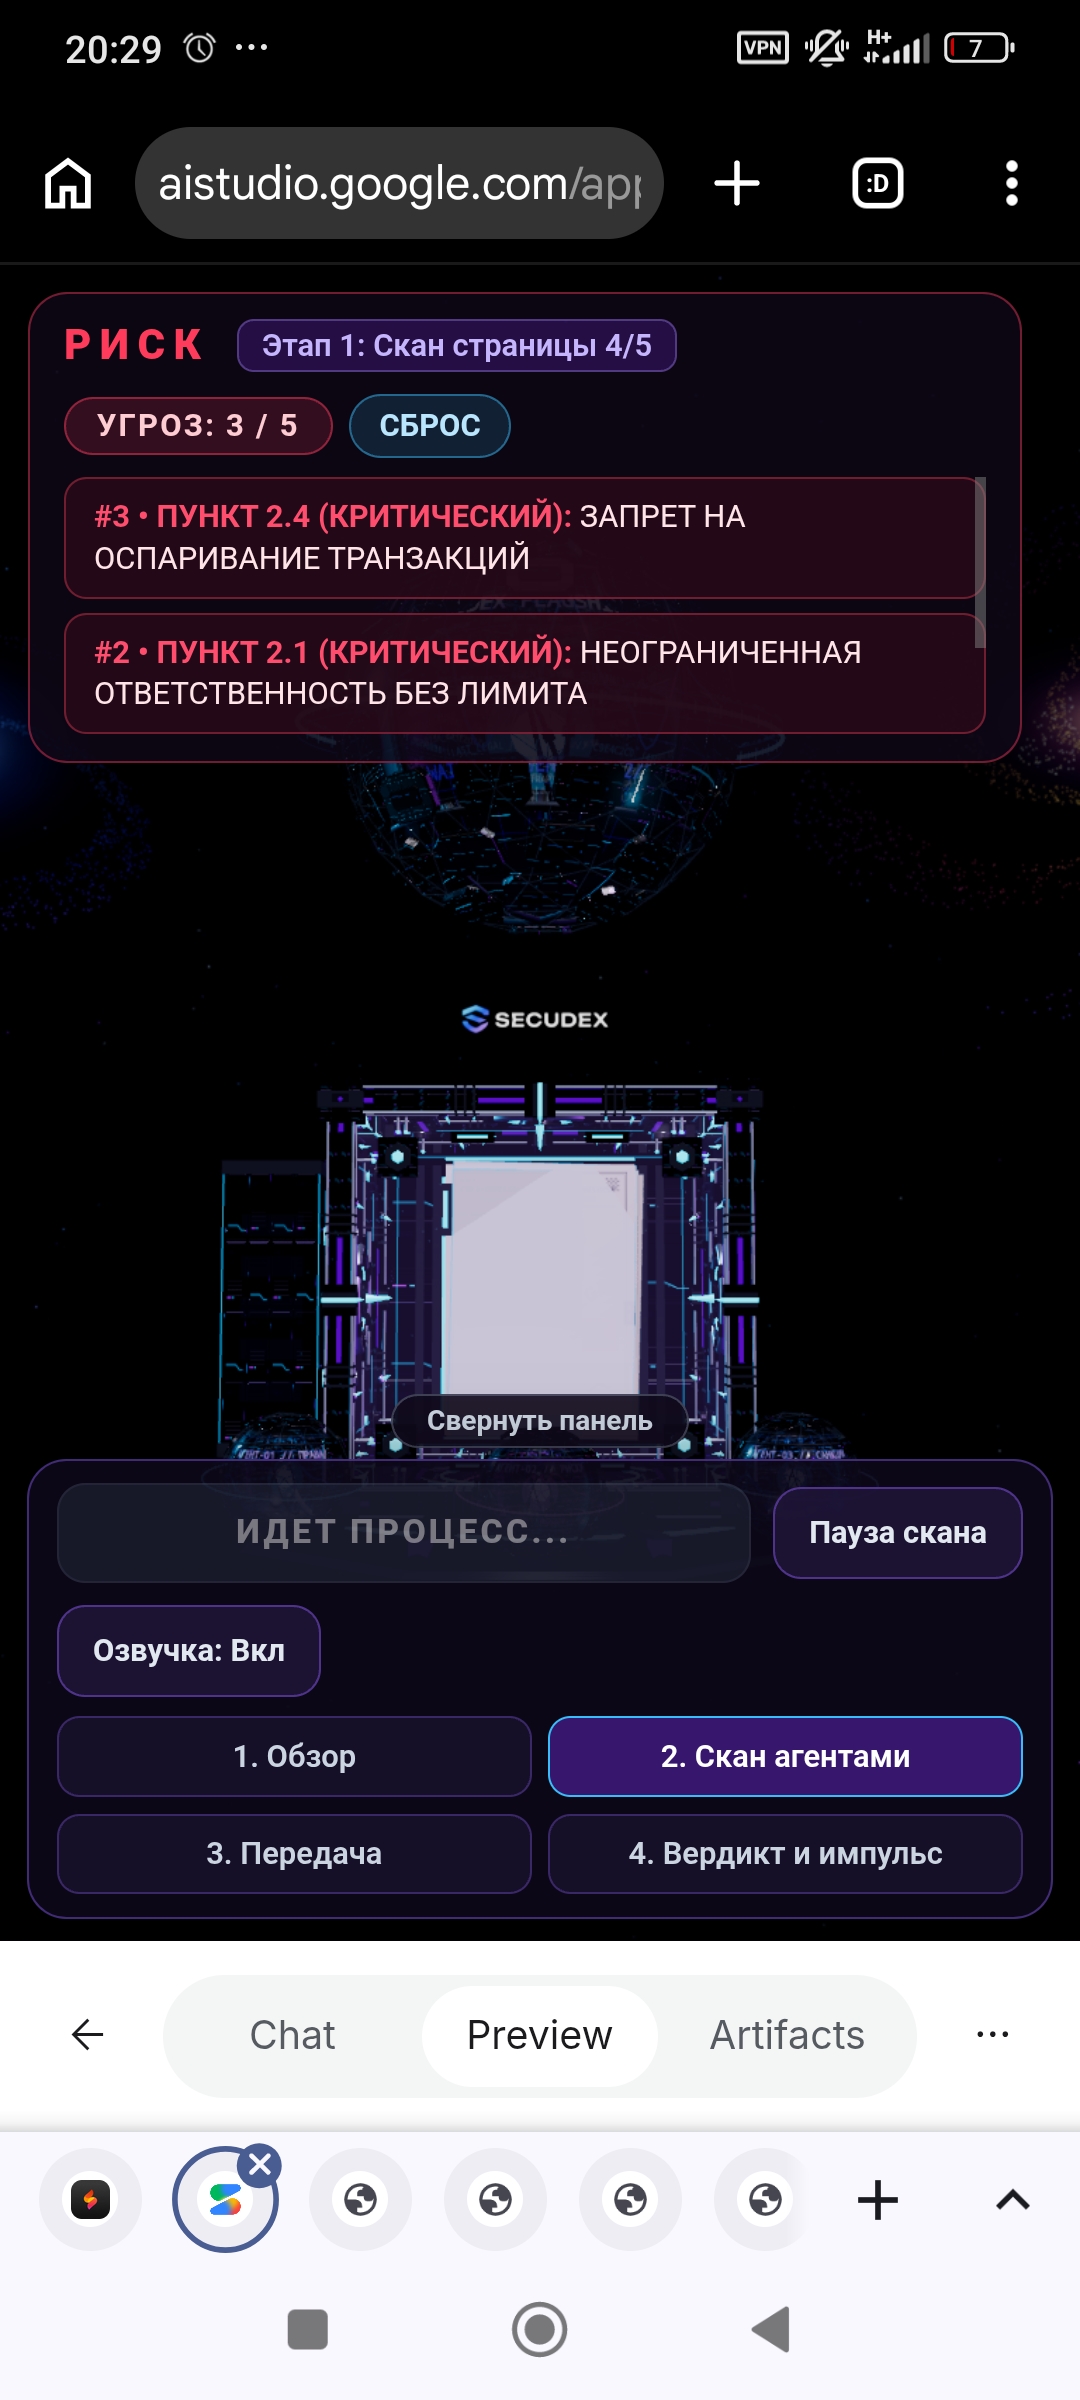 20:29
VPN
H+
7
aistudio.google.com/app
:D
РИСК
Этап 1: Скан страницы 4/5
УГРОЗ: 3 / 5
СБРОС
#3 • ПУНКТ 2.4 (КРИТИЧЕСКИЙ): ЗАПРЕТ НА
ОСПАРИВАНИЕ ТРАНЗАКЦИЙ
#2 • ПУНКТ 2.1 (КРИТИЧЕСКИЙ): НЕОГРАНИЧЕННАЯ
ОТВЕТСТВЕННОСТЬ БЕЗ ЛИМИТА
SECUDEX
Свернуть панель
ИДЕТ ПРОЦЕСС...
Пауза скана
Озвучка: Вкл
1. Обзор
2. Скан агентами
3. Передача
4. Вердикт и импульс
Chat
Preview
Artifacts